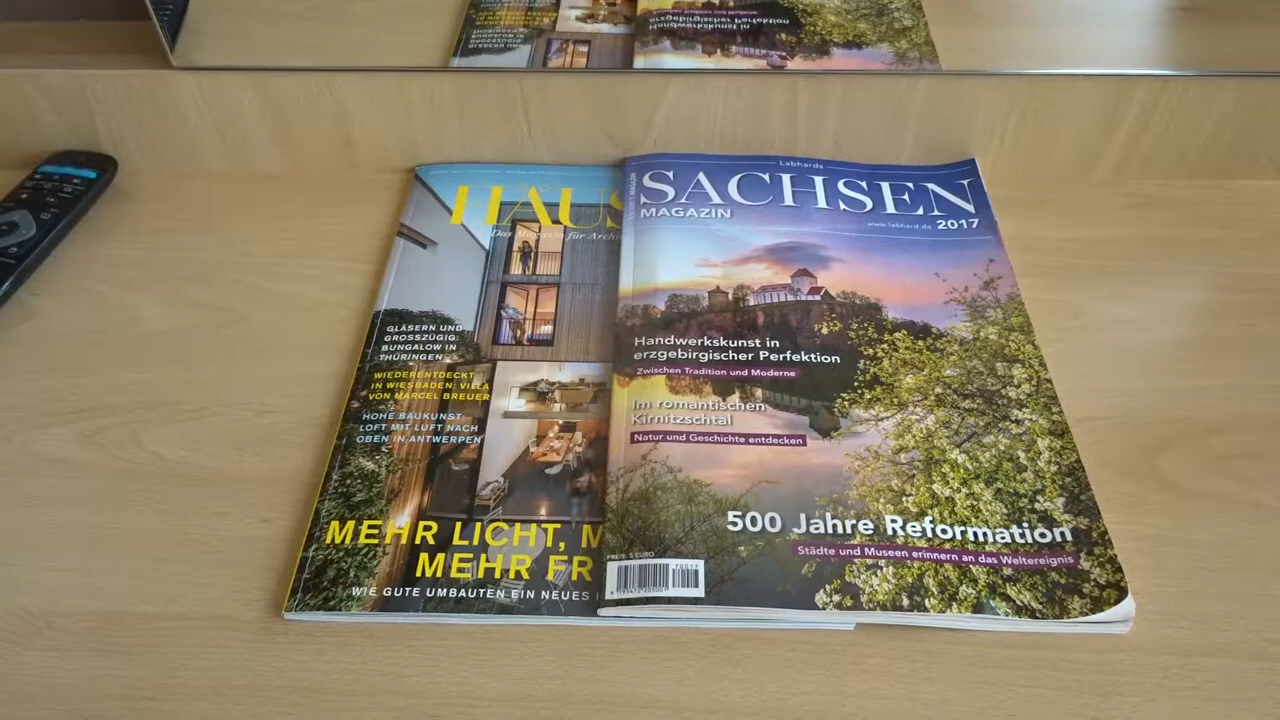 HÄUS
Das Magazin für Archi
GLÄSERN UND
GROSSZÜGIG:
BUNGALOW IN
THÜRINGEN
WIEDERENTDECKT
IN WIESBADEN: VILLA
VON MARCEL BREUER
HOHE BAUKUNST
LOFT MIT LUFT NACH
OBEN IN ANTWERPEN
MEHR LICHT, M
MEHR FR
WIE GUTE UMBAUTEN EIN NEUES
Labhards
SACHSEN
MAGAZIN
www.labhard.de 2017
Handwerkskunst in
erzgebirgischer Perfektion
Zwischen Tradition und Moderne
Im romantischen
Kirnitzschtal
Natur und Geschichte entdecken
500 Jahre Reformation
Städte und Museen erinnern an das Weltereignis
PREIS: 5 EURO
70017